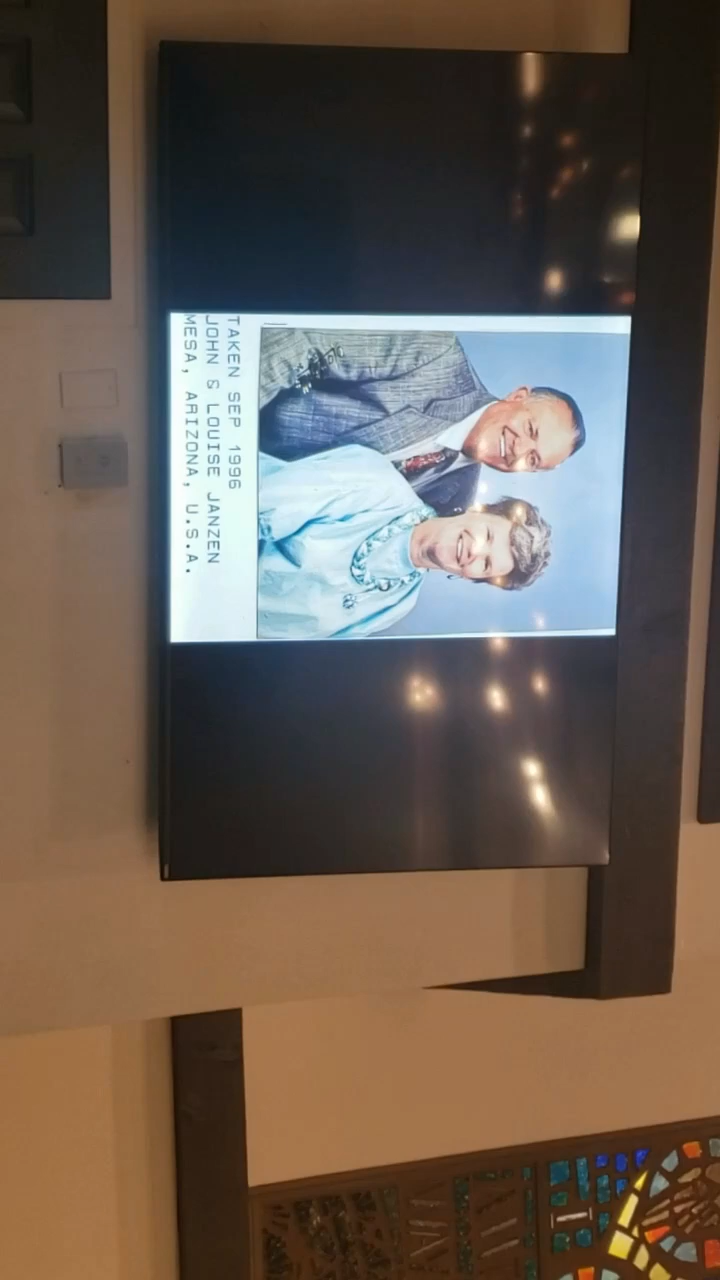 TAKEN SEP 1996
JOHN & LOUISE JANZEN
MESA, ARIZONA, U.S.A.